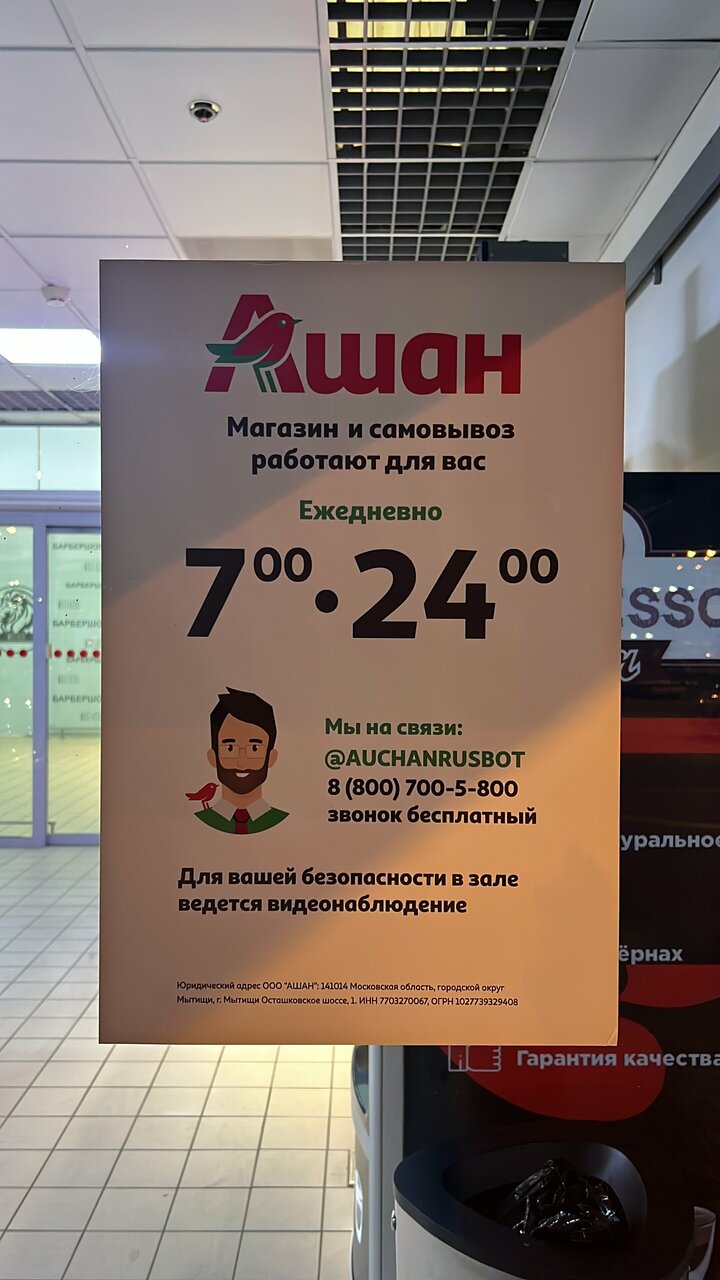 Ашан
Магазин и самовывоз
работают для вас
Ежедневно
7⁰⁰•24⁰⁰
Мы на связи:
@AUCHANRUSBOT
8 (800) 700-5-800
звонок бесплатный
Для вашей безопасности в зале
ведется видеонаблюдение
Юридический адрес ООО "АШАН": 141014 Московская область, городской округ
Мытищи, г. Мытищи Осташковское шоссе, 1. ИНН 7703270067, ОГРН 1027739329408
Гарантия качества